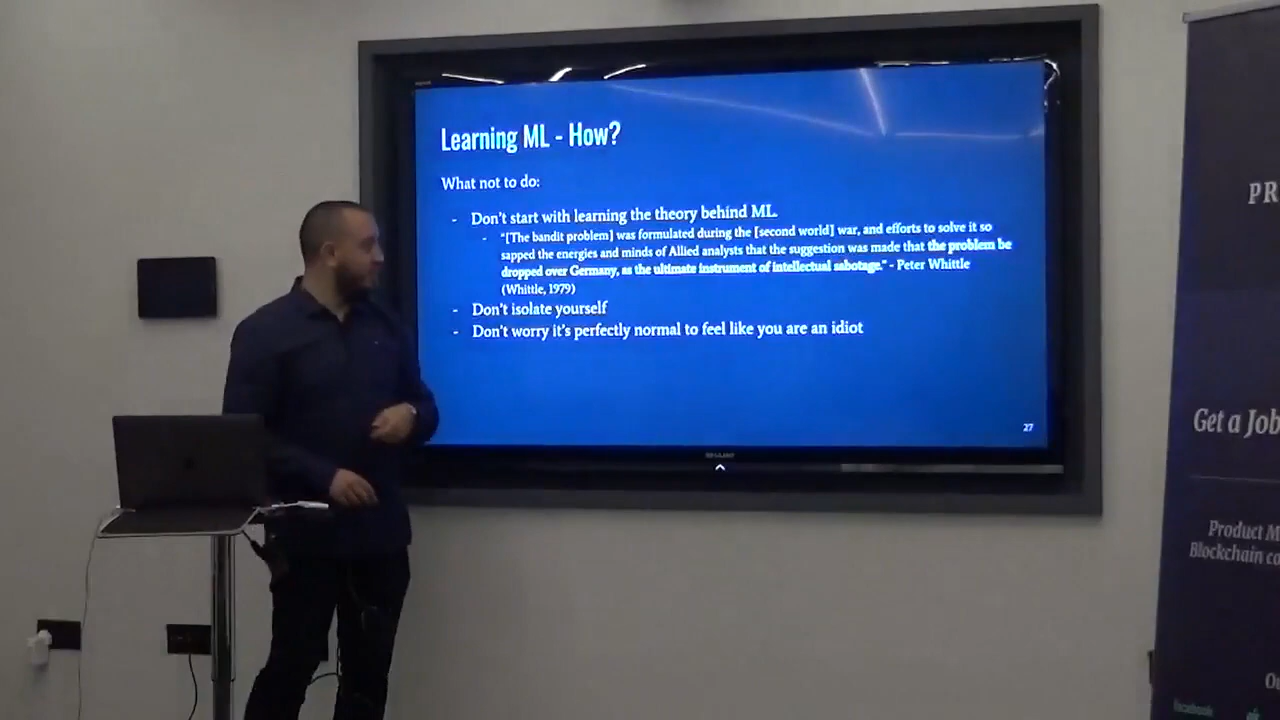 Learning ML - How?
What not to do:
- Don't start with learning the theory behind ML.
- "[The bandit problem] was formulated during the [second world] war, and efforts to solve it so
sapped the energies and minds of Allied analysts that the suggestion was made that the problem be
dropped over Germany, as the ultimate instrument of intellectual sabotage." - Peter Whittle
(Whittle, 1979)
- Don't isolate yourself
- Don't worry it's perfectly normal to feel like you are an idiot
27
SHARP
PR
Get a Job
Product M
Blockchain co